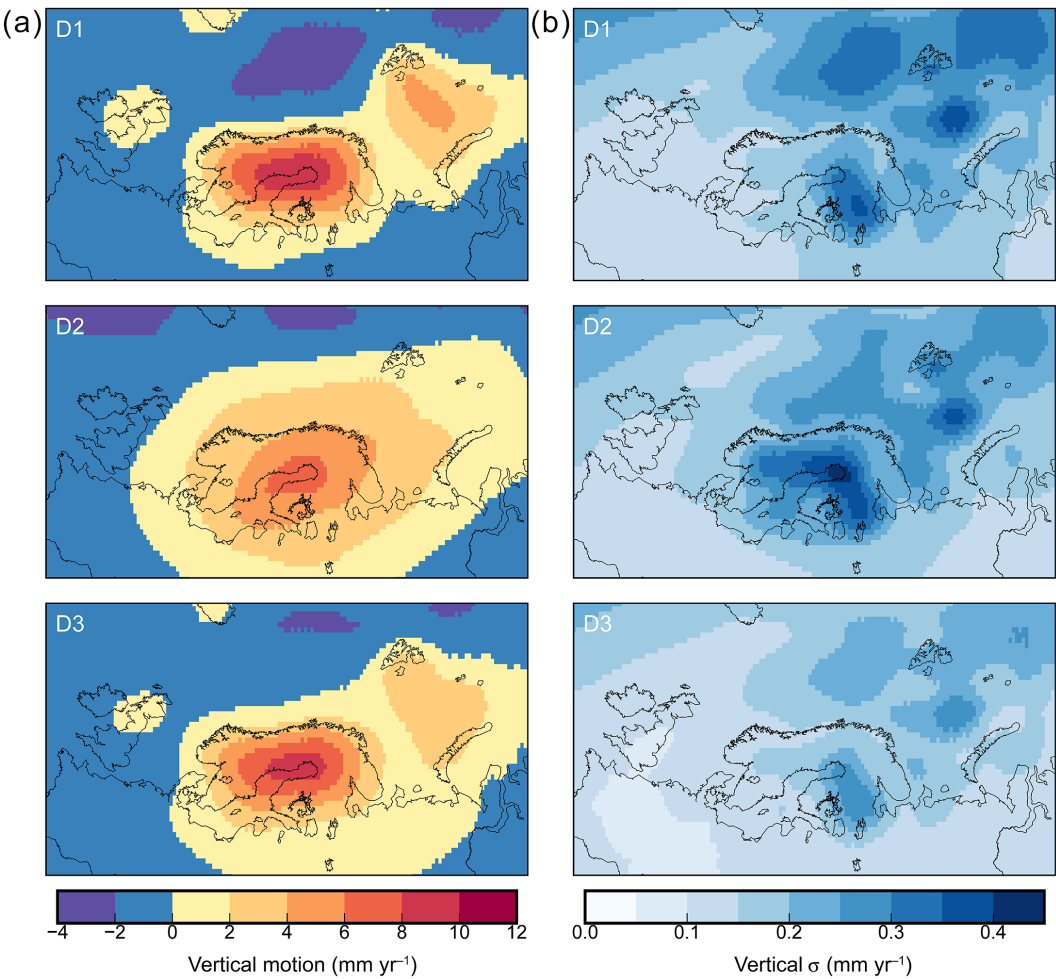 (a) D1 (b) D1
D2 D2
D3 D3
−4 −2 0 2 4 6 8 10 12 0.0 0.1 0.2 0.3 0.4
Vertical motion (mm yr⁻¹) Vertical σ (mm yr⁻¹)